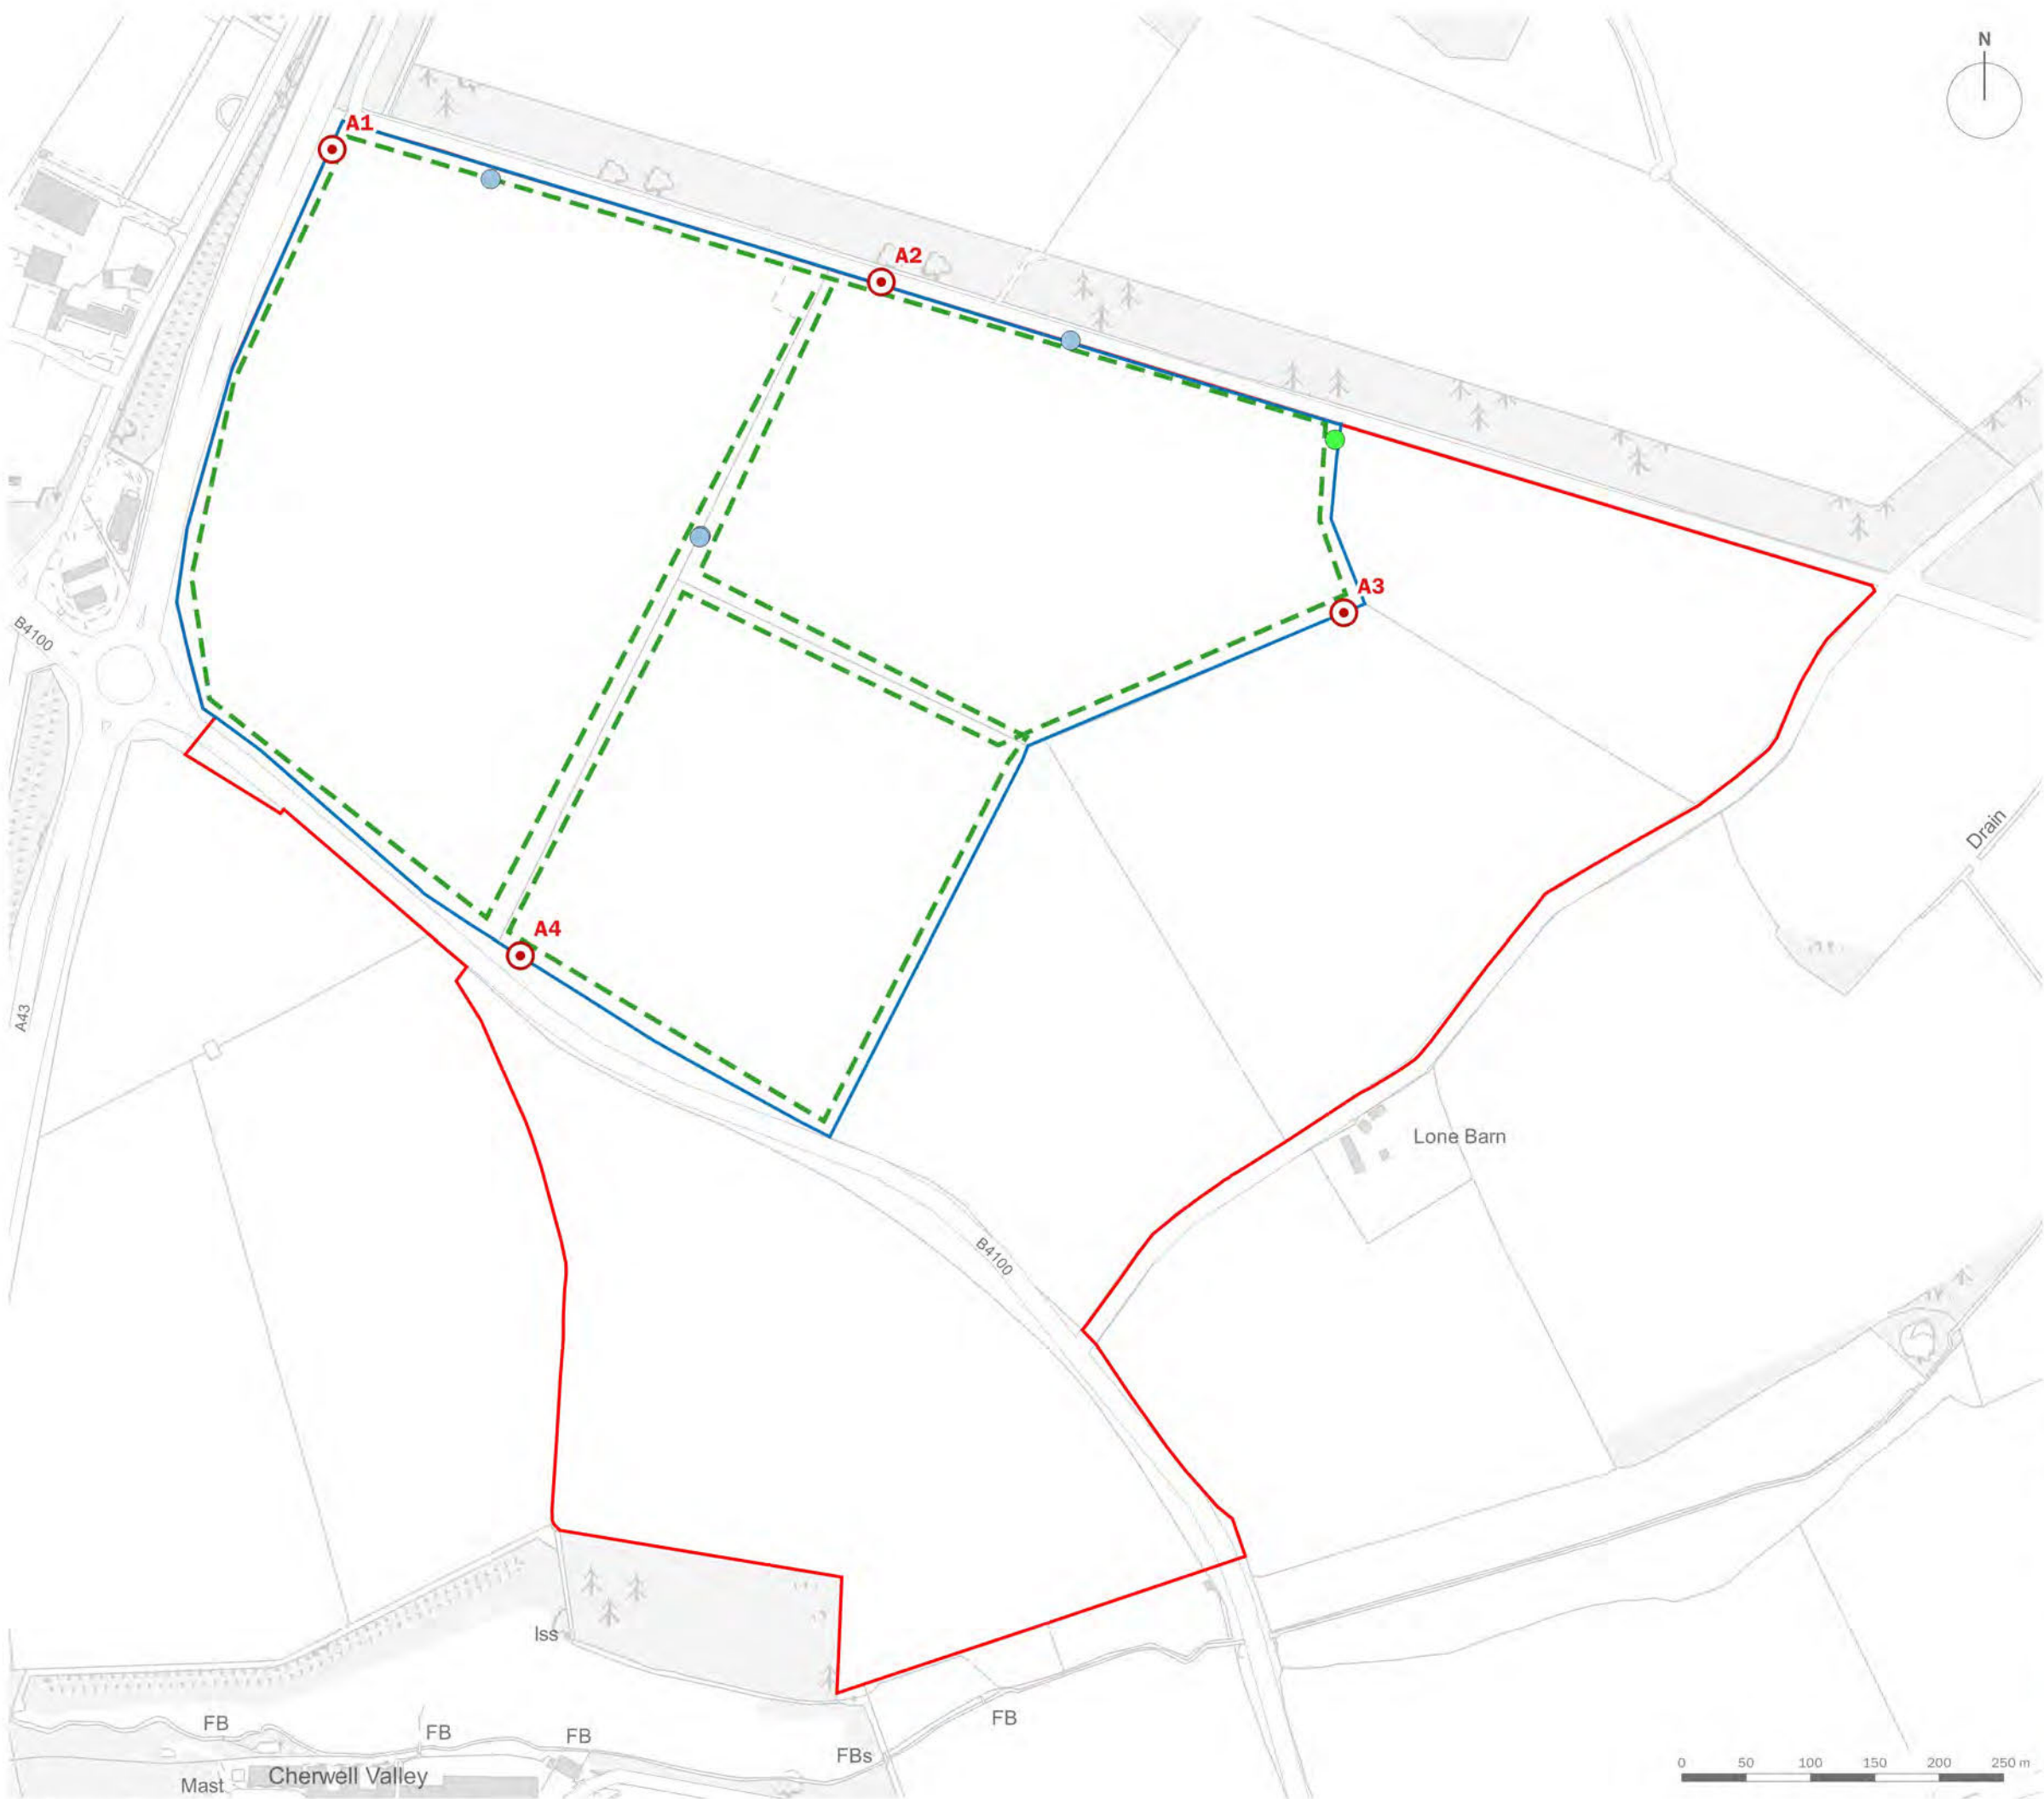 N
A1
A2
A3
B4100
Drain
A4
A43
Lone Barn
B4100
Iss
FB
FB
FB
FB
FBs
Mast
Cherwell Valley
0 50 100 150 200 250 m